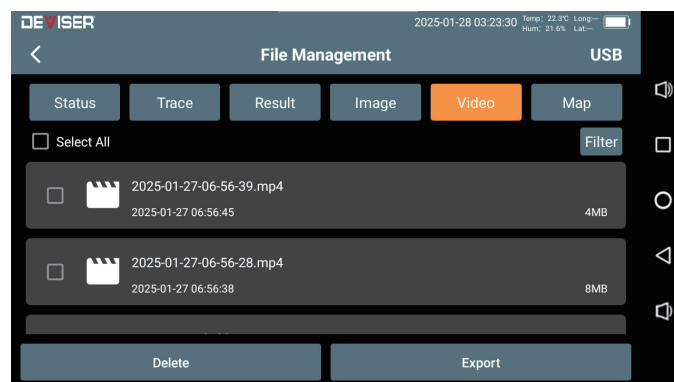 DEVISER
2025-01-28 03:23:30
Temp: 22.3℃ Long:--
Hum: 21.6% Lat:--
File Management
USB
Status
Trace
Result
Image
Video
Map
Select All
Filter
2025-01-27-06-56-39.mp4
2025-01-27 06:56:45
4MB
2025-01-27-06-56-28.mp4
2025-01-27 06:56:38
8MB
Delete
Export